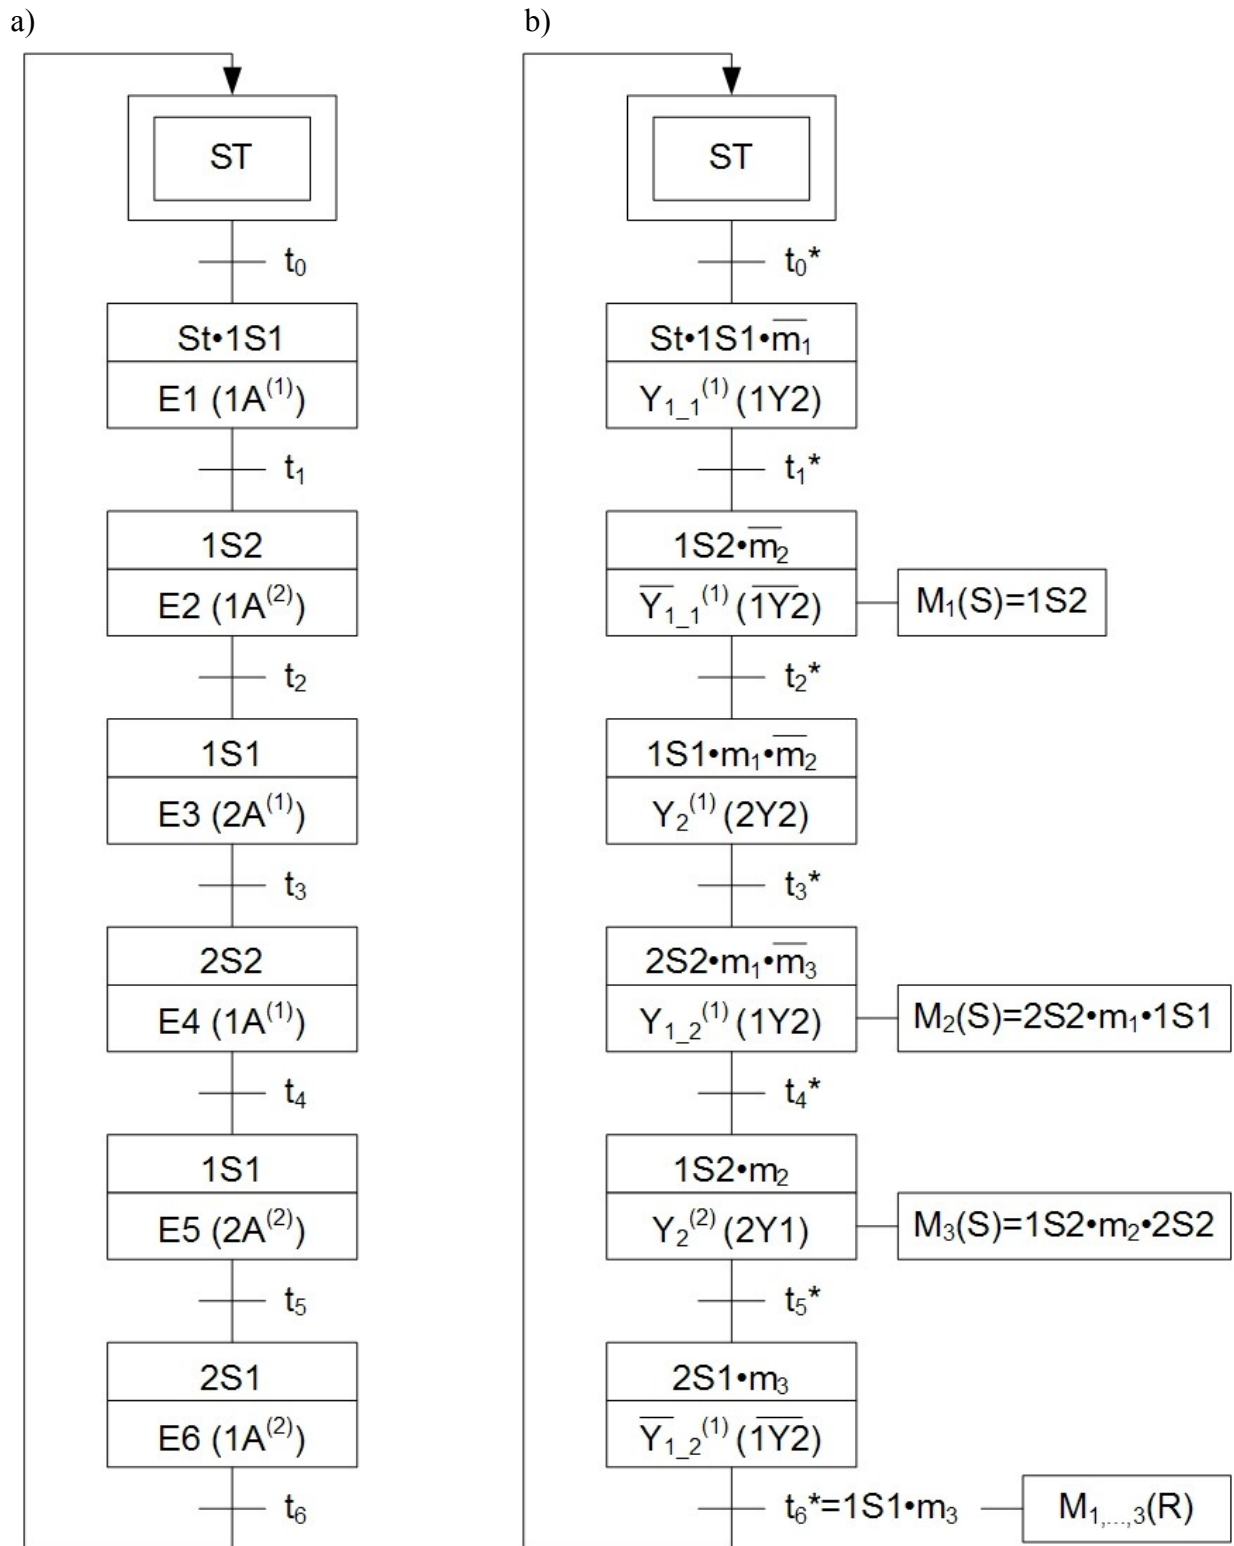 a)
ST
t₀
St•1S1
E1 (1A⁽¹⁾)
t₁
1S2
E2 (1A⁽²⁾)
t₂
1S1
E3 (2A⁽¹⁾)
t₃
2S2
E4 (1A⁽¹⁾)
t₄
1S1
E5 (2A⁽²⁾)
t₅
2S1
E6 (1A⁽²⁾)
t₆
b)
ST
t₀*
St•1S1•m̅₁
Y₁_₁⁽¹⁾ (1Y2)
t₁*
1S2•m̅₂
Y̅₁_₁⁽¹⁾ (1̅Y̅2̅)
M₁(S)=1S2
t₂*
1S1•m₁•m̅₂
Y₂⁽¹⁾ (2Y2)
t₃*
2S2•m₁•m̅₃
Y₁_₂⁽¹⁾ (1Y2)
M₂(S)=2S2•m₁•1S1
t₄*
1S2•m₂
Y₂⁽²⁾ (2Y1)
M₃(S)=1S2•m₂•2S2
t₅*
2S1•m₃
Y̅₁_₂⁽¹⁾ (1̅Y̅2̅)
t₆*=1S1•m₃
M₁,...,₃(R)